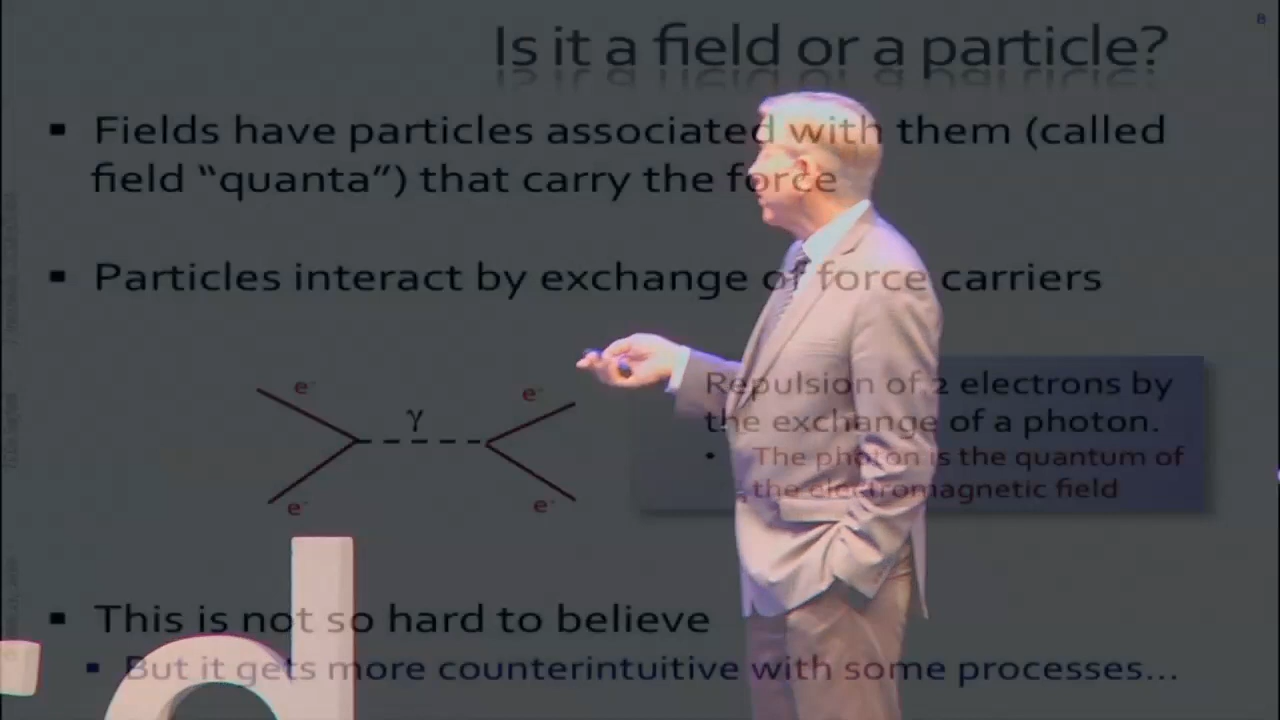 8
Is it a field or a particle?
▪ Fields have particles associated with them (called
field “quanta”) that carry the force
▪ Particles interact by exchange of force carriers
e⁻ e⁻
γ
e⁻ e⁻
Repulsion of 2 electrons by
the exchange of a photon.
• The photon is the quantum of
the electromagnetic field
▪ This is not so hard to believe
▪ But it gets more counterintuitive with some processes...
rd